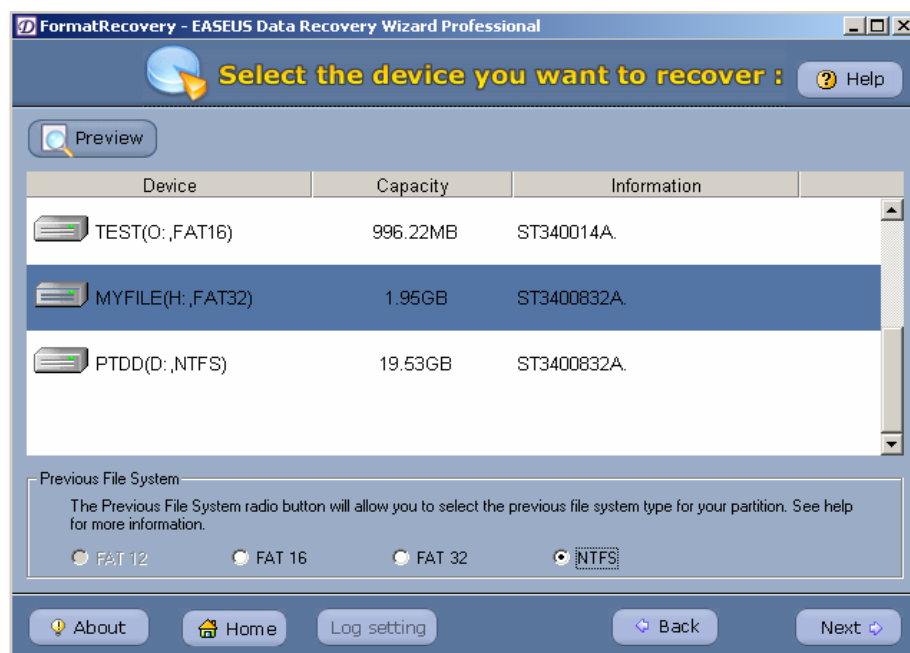 FormatRecovery - EASEUS Data Recovery Wizard Professional
Select the device you want to recover :
Help
Preview
Device Capacity Information
TEST(O:,FAT16) 996.22MB ST340014A.
MYFILE(H:,FAT32) 1.95GB ST3400832A.
PTDD(D:,NTFS) 19.53GB ST3400832A.
Previous File System
The Previous File System radio button will allow you to select the previous file system type for your partition. See help
for more information.
FAT 12 FAT 16 FAT 32 NTFS
About Home Log setting Back Next